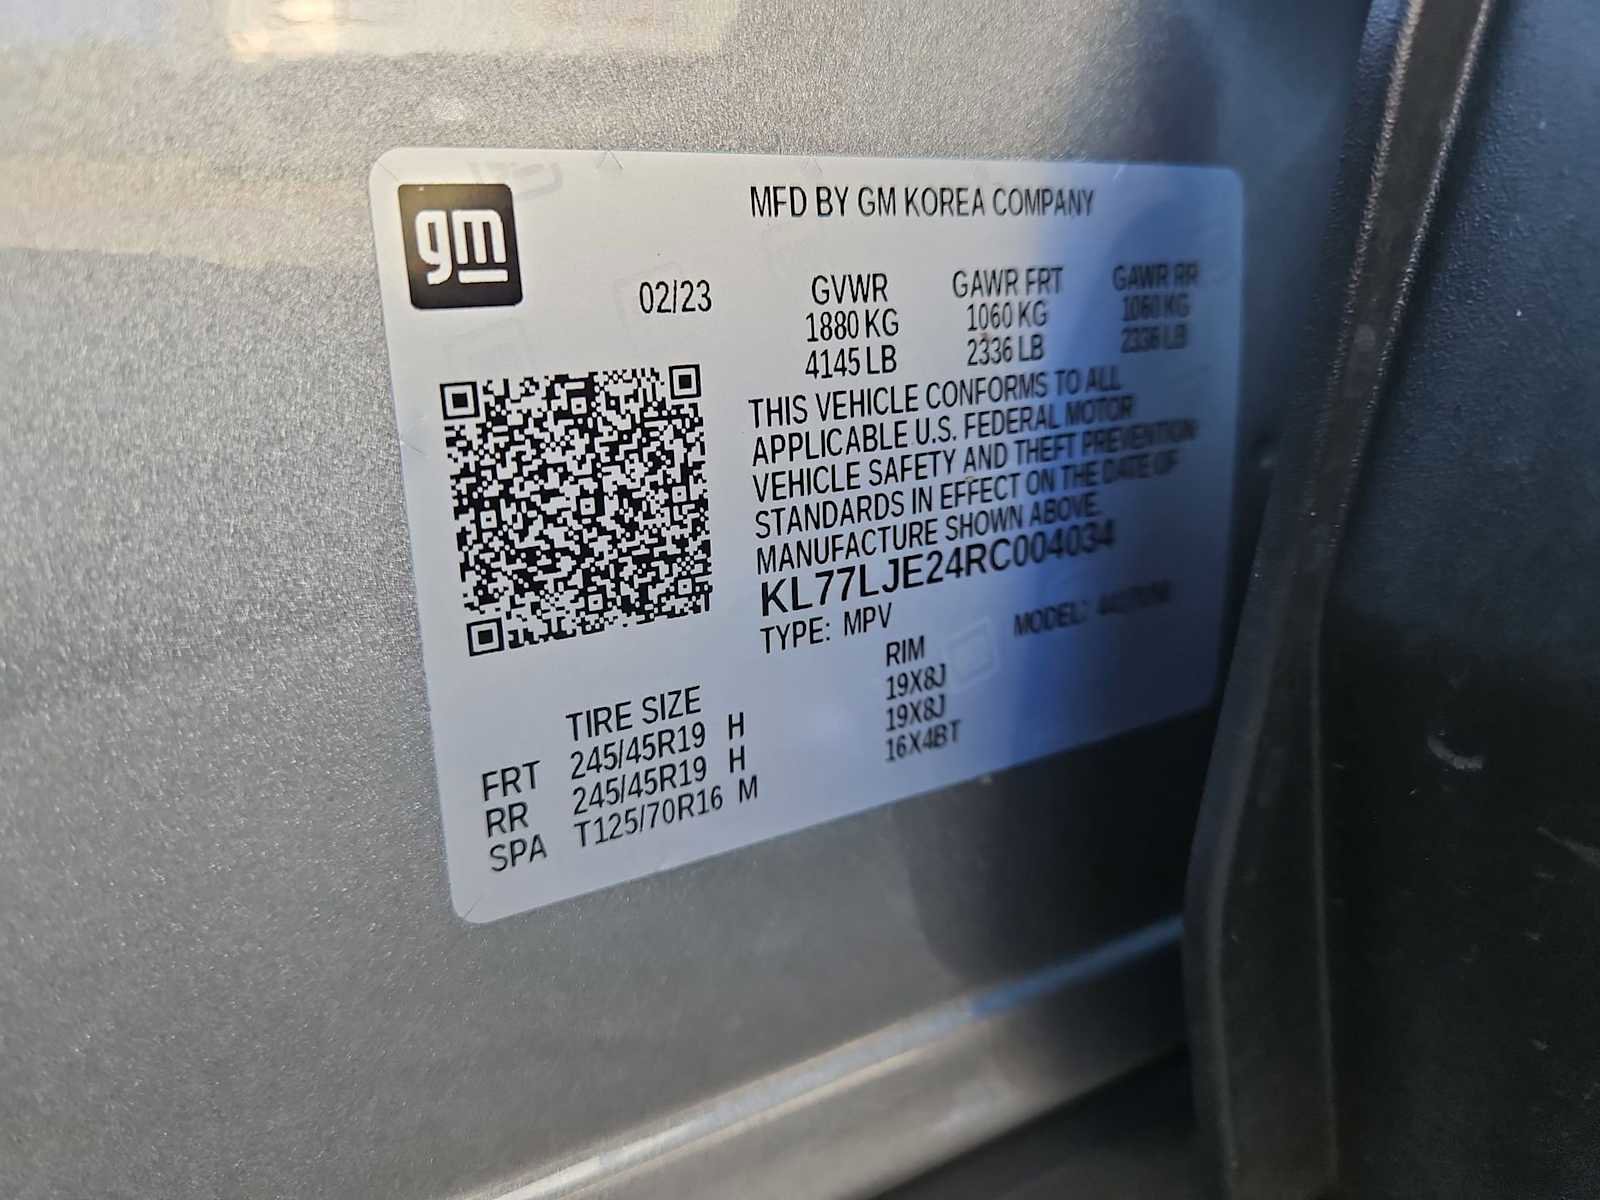 gm
MFD BY GM KOREA COMPANY
02/23
GVWR GAWR FRT GAWR RR
1880 KG 1060 KG 1060 KG
4145 LB 2336 LB 2336 LB
THIS VEHICLE CONFORMS TO ALL
APPLICABLE U.S. FEDERAL MOTOR
VEHICLE SAFETY AND THEFT PREVENTION
STANDARDS IN EFFECT ON THE DATE OF
MANUFACTURE SHOWN ABOVE.
KL77LJE24RC004034
TYPE: MPV MODEL:
TIRE SIZE RIM
FRT 245/45R19 H 19X8J
RR 245/45R19 H 19X8J
SPA T125/70R16 M 16X4BT